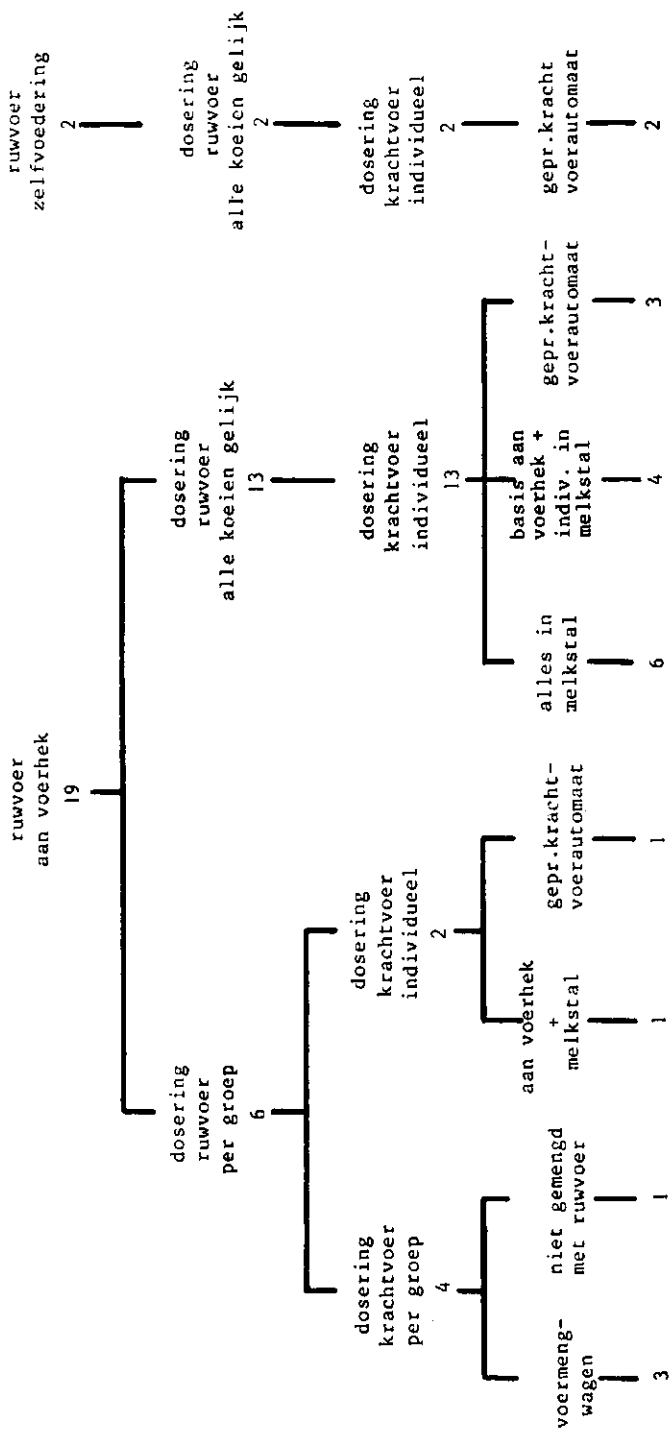 ruwvoer
aan voerhek
19
ruwvoer
zelfvoedering
2
dosering
ruwvoer
per groep
6
dosering
ruwvoer
alle koeien gelijk
13
dosering
ruwvoer
alle koeien gelijk
2
dosering
krachtvoer
per groep
4
dosering
krachtvoer
individueel
2
dosering
krachtvoer
individueel
13
dosering
krachtvoer
individueel
2
voermeng-
wagen
3
niet gemengd
met ruwvoer
1
aan voerhek
+
melkstal
1
gepr.kracht-
voerautomaat
1
alles in
melkstal
6
basis aan
voerhek +
indiv. in
melkstal
4
gepr.kracht-
voerautomaat
3
gepr.kracht
voerautomaat
2